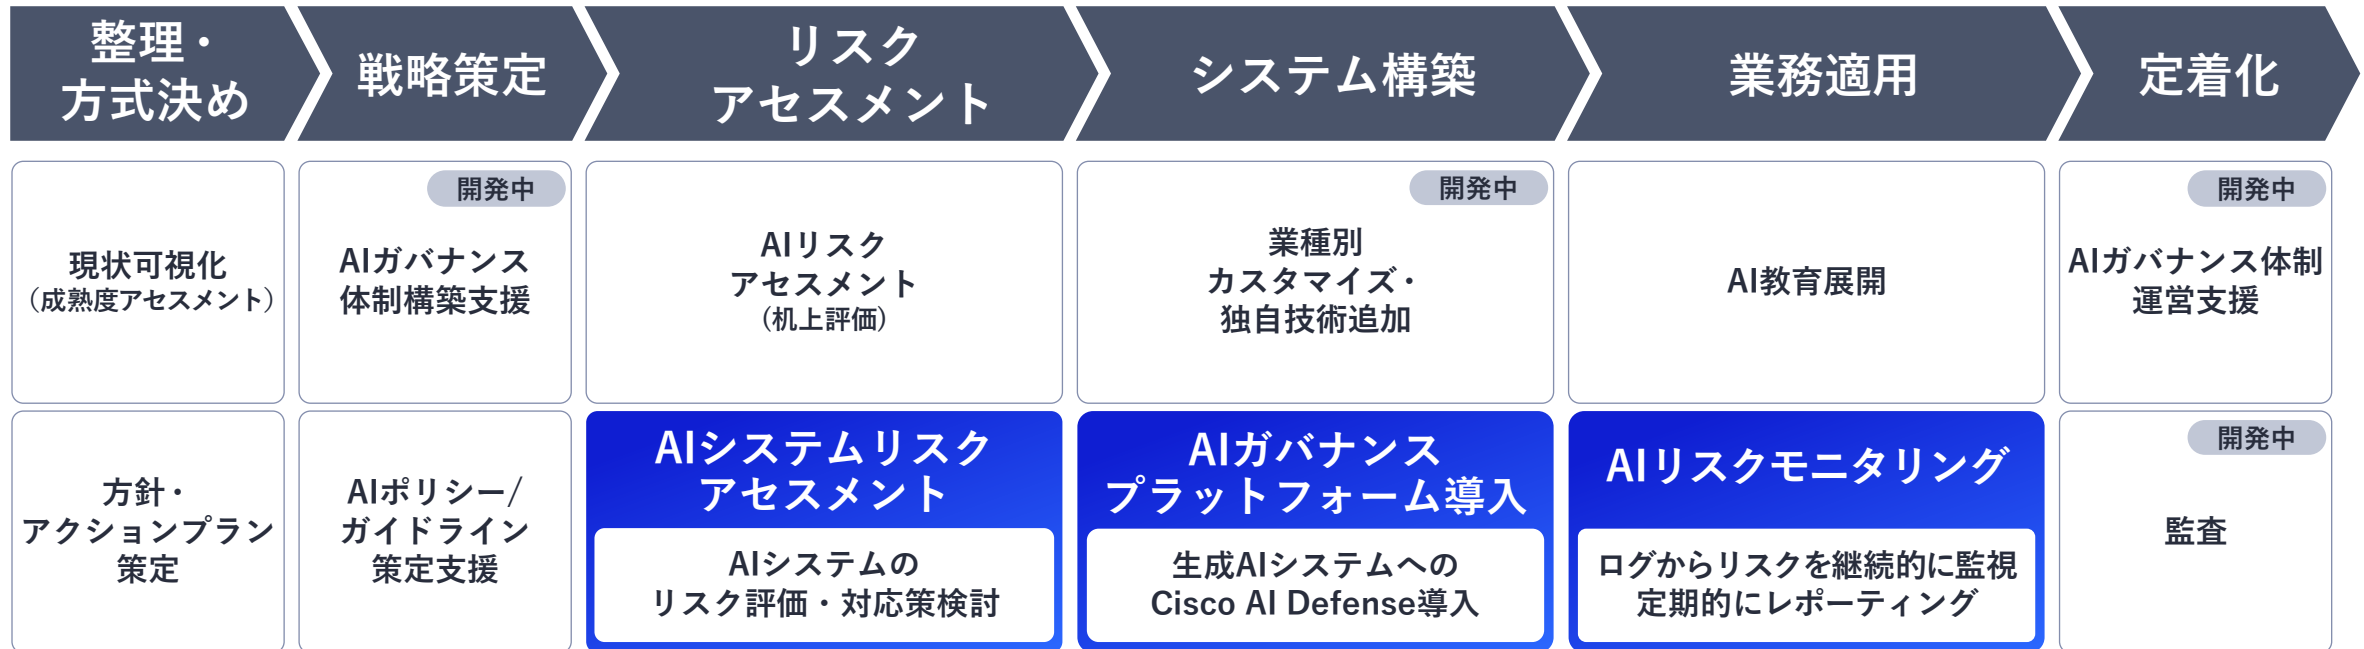 整理・
方式決め
戦略策定
リスク
アセスメント
システム構築
業務適用
定着化
現状可視化
（成熟度アセスメント）
開発中
AIガバナンス
体制構築支援
AIリスク
アセスメント
（机上評価）
開発中
業種別
カスタマイズ・
独自技術追加
AI教育展開
開発中
AIガバナンス体制
運営支援
方針・
アクションプラン
策定
AIポリシー/
ガイドライン
策定支援
AIシステムリスク
アセスメント
AIシステムの
リスク評価・対応策検討
AIガバナンス
プラットフォーム導入
生成AIシステムへの
Cisco AI Defense導入
AIリスクモニタリング
ログからリスクを継続的に監視
定期的にレポーティング
開発中
監査